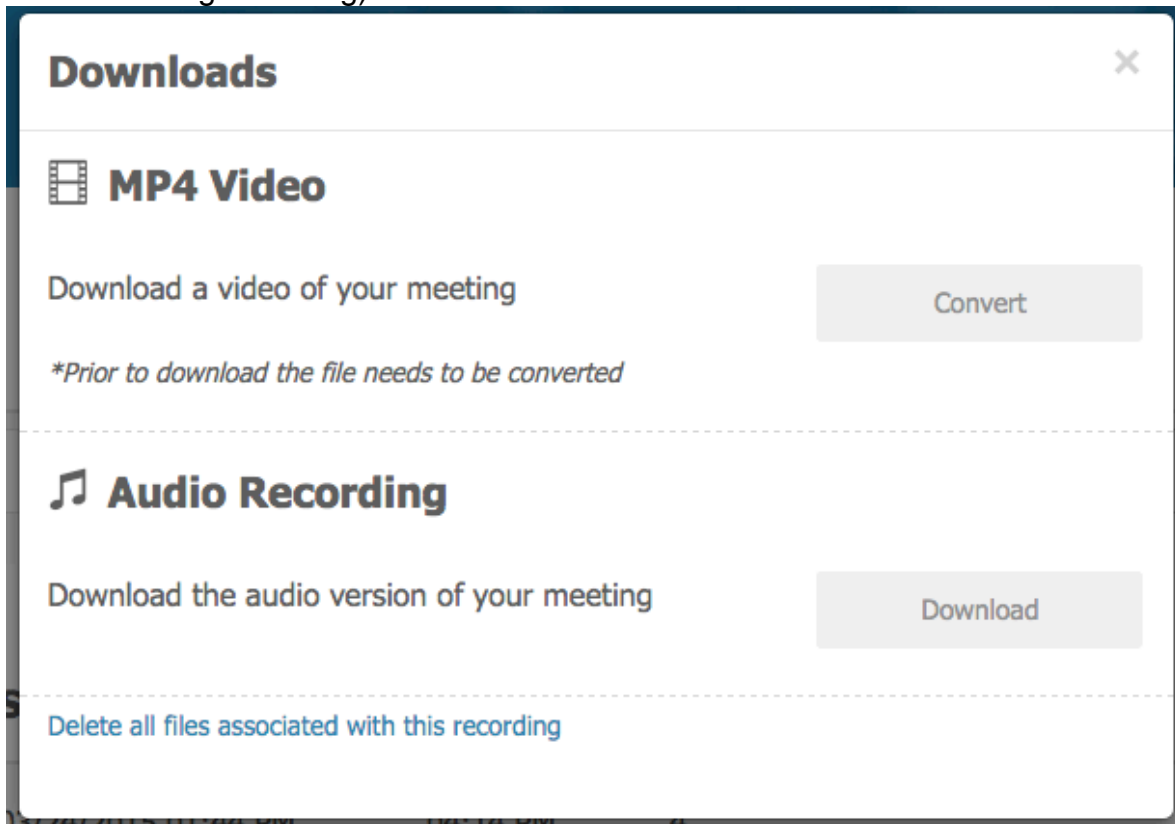 Downloads
×
MP4 Video
Download a video of your meeting
Convert
*Prior to download the file needs to be converted
Audio Recording
Download the audio version of your meeting
Download
Delete all files associated with this recording